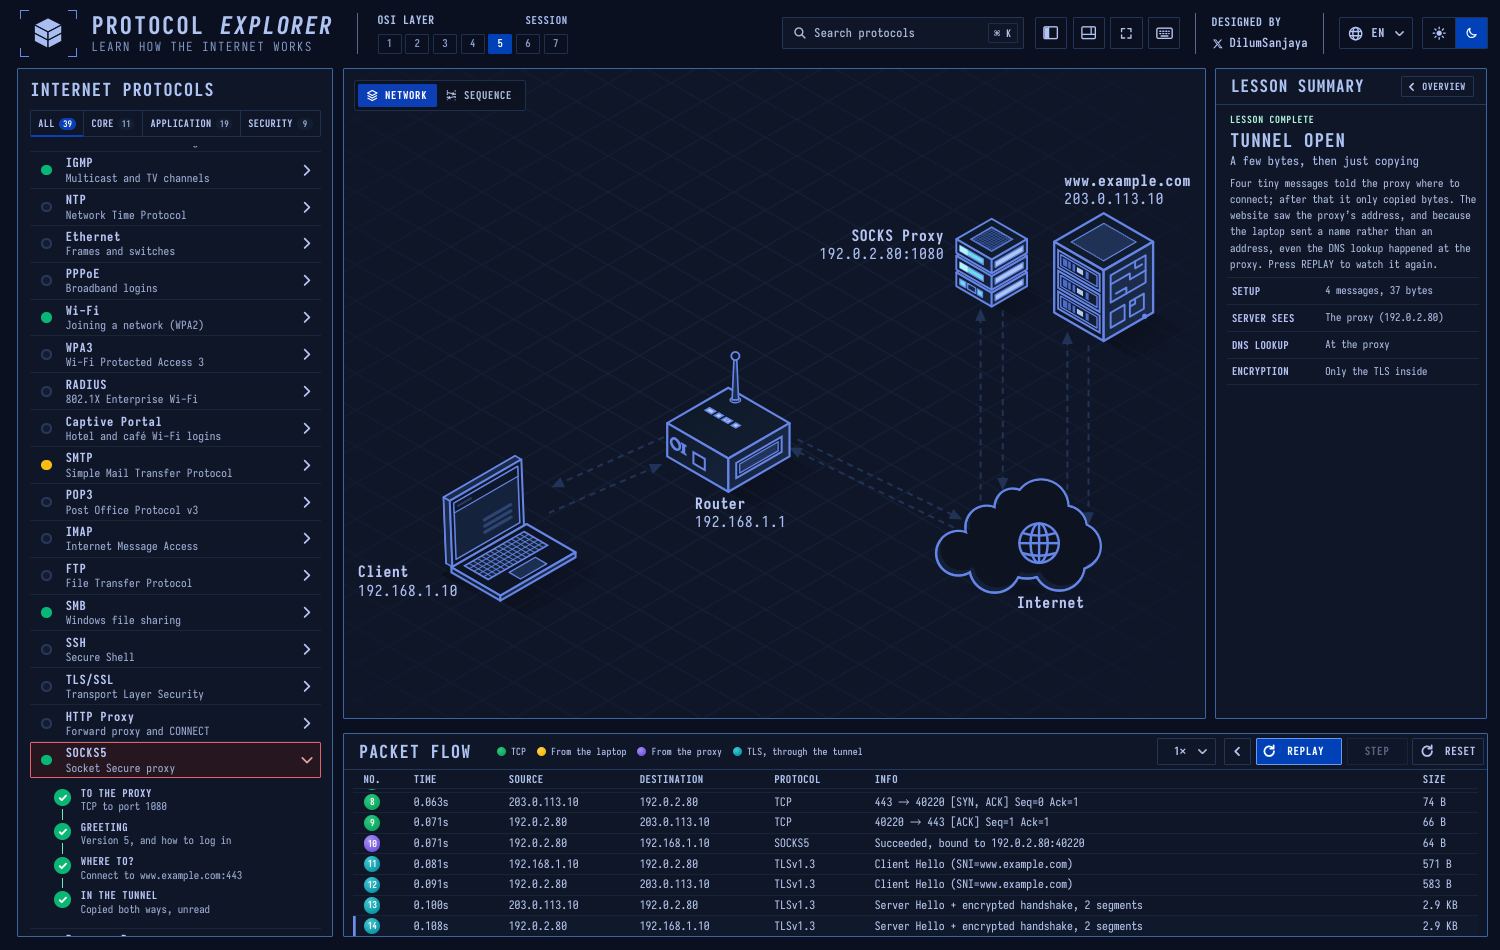 PROTOCOL EXPLORER
LEARN HOW THE INTERNET WORKS
OSI LAYER
SESSION
1 2 3 4 5 6 7
Search protocols
⌘ K
DESIGNED BY
DilumSanjaya
EN
INTERNET PROTOCOLS
ALL 39 CORE 11 APPLICATION 19 SECURITY 9
IGMP
Multicast and TV channels
NTP
Network Time Protocol
Ethernet
Frames and switches
PPPoE
Broadband logins
Wi-Fi
Joining a network (WPA2)
WPA3
Wi-Fi Protected Access 3
RADIUS
802.1X Enterprise Wi-Fi
Captive Portal
Hotel and café Wi-Fi logins
SMTP
Simple Mail Transfer Protocol
POP3
Post Office Protocol v3
IMAP
Internet Message Access
FTP
File Transfer Protocol
SMB
Windows file sharing
SSH
Secure Shell
TLS/SSL
Transport Layer Security
HTTP Proxy
Forward proxy and CONNECT
SOCKS5
Socket Secure proxy
TO THE PROXY
TCP to port 1080
GREETING
Version 5, and how to log in
WHERE TO?
Connect to www.example.com:443
IN THE TUNNEL
Copied both ways, unread
NETWORK SEQUENCE
www.example.com
203.0.113.10
SOCKS Proxy
192.0.2.80:1080
Router
192.168.1.1
Client
192.168.1.10
Internet
LESSON SUMMARY
OVERVIEW
LESSON COMPLETE
TUNNEL OPEN
A few bytes, then just copying
Four tiny messages told the proxy where to
connect; after that it only copied bytes. The
website saw the proxy's address, and because
the laptop sent a name rather than an
address, even the DNS lookup happened at the
proxy. Press REPLAY to watch it again.
SETUP 4 messages, 37 bytes
SERVER SEES The proxy (192.0.2.80)
DNS LOOKUP At the proxy
ENCRYPTION Only the TLS inside
PACKET FLOW
TCP From the laptop From the proxy TLS, through the tunnel
1× REPLAY STEP RESET
NO. TIME SOURCE DESTINATION PROTOCOL INFO SIZE
8 0.063s 203.0.113.10 192.0.2.80 TCP 443 → 40220 [SYN, ACK] Seq=0 Ack=1 74 B
9 0.071s 192.0.2.80 203.0.113.10 TCP 40220 → 443 [ACK] Seq=1 Ack=1 66 B
10 0.071s 192.0.2.80 192.168.1.10 SOCKS5 Succeeded, bound to 192.0.2.80:40220 64 B
11 0.081s 192.168.1.10 192.0.2.80 TLSv1.3 Client Hello (SNI=www.example.com) 571 B
12 0.091s 192.0.2.80 203.0.113.10 TLSv1.3 Client Hello (SNI=www.example.com) 583 B
13 0.100s 203.0.113.10 192.0.2.80 TLSv1.3 Server Hello + encrypted handshake, 2 segments 2.9 KB
14 0.108s 192.0.2.80 192.168.1.10 TLSv1.3 Server Hello + encrypted handshake, 2 segments 2.9 KB